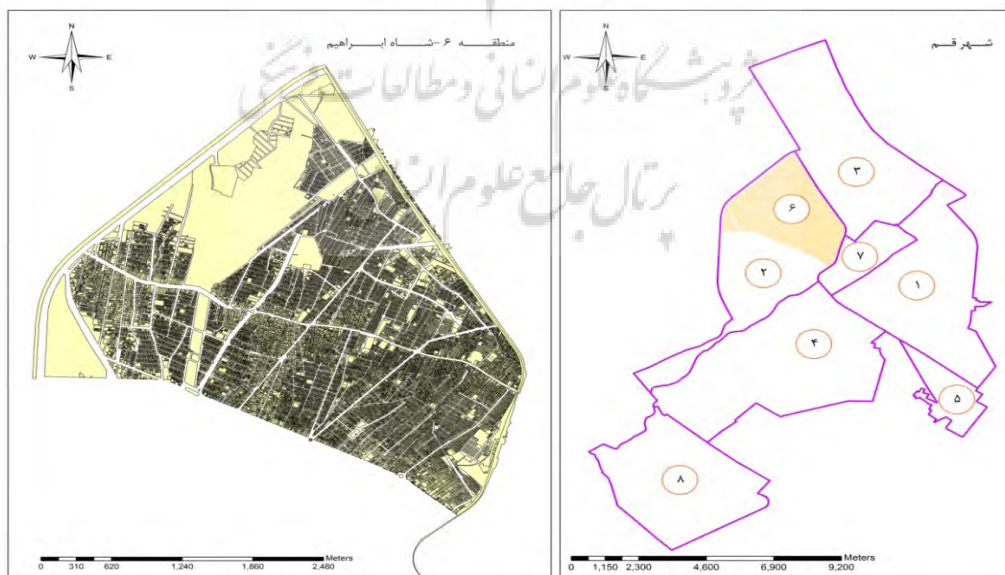 منطقه ۶-شاه ابراهیم
N
W E
S
Meters
0 310 620 1,240 1,860 2,480
شهر قم
N
W E
S
۳
۶
۷
۲
۱
۴
۵
۸
Meters
0 1,150 2,300 4,600 6,900 9,200
پژوهشگاه علوم انسانی و مطالعات فرهنگی
پرتال جامع علوم انسانی